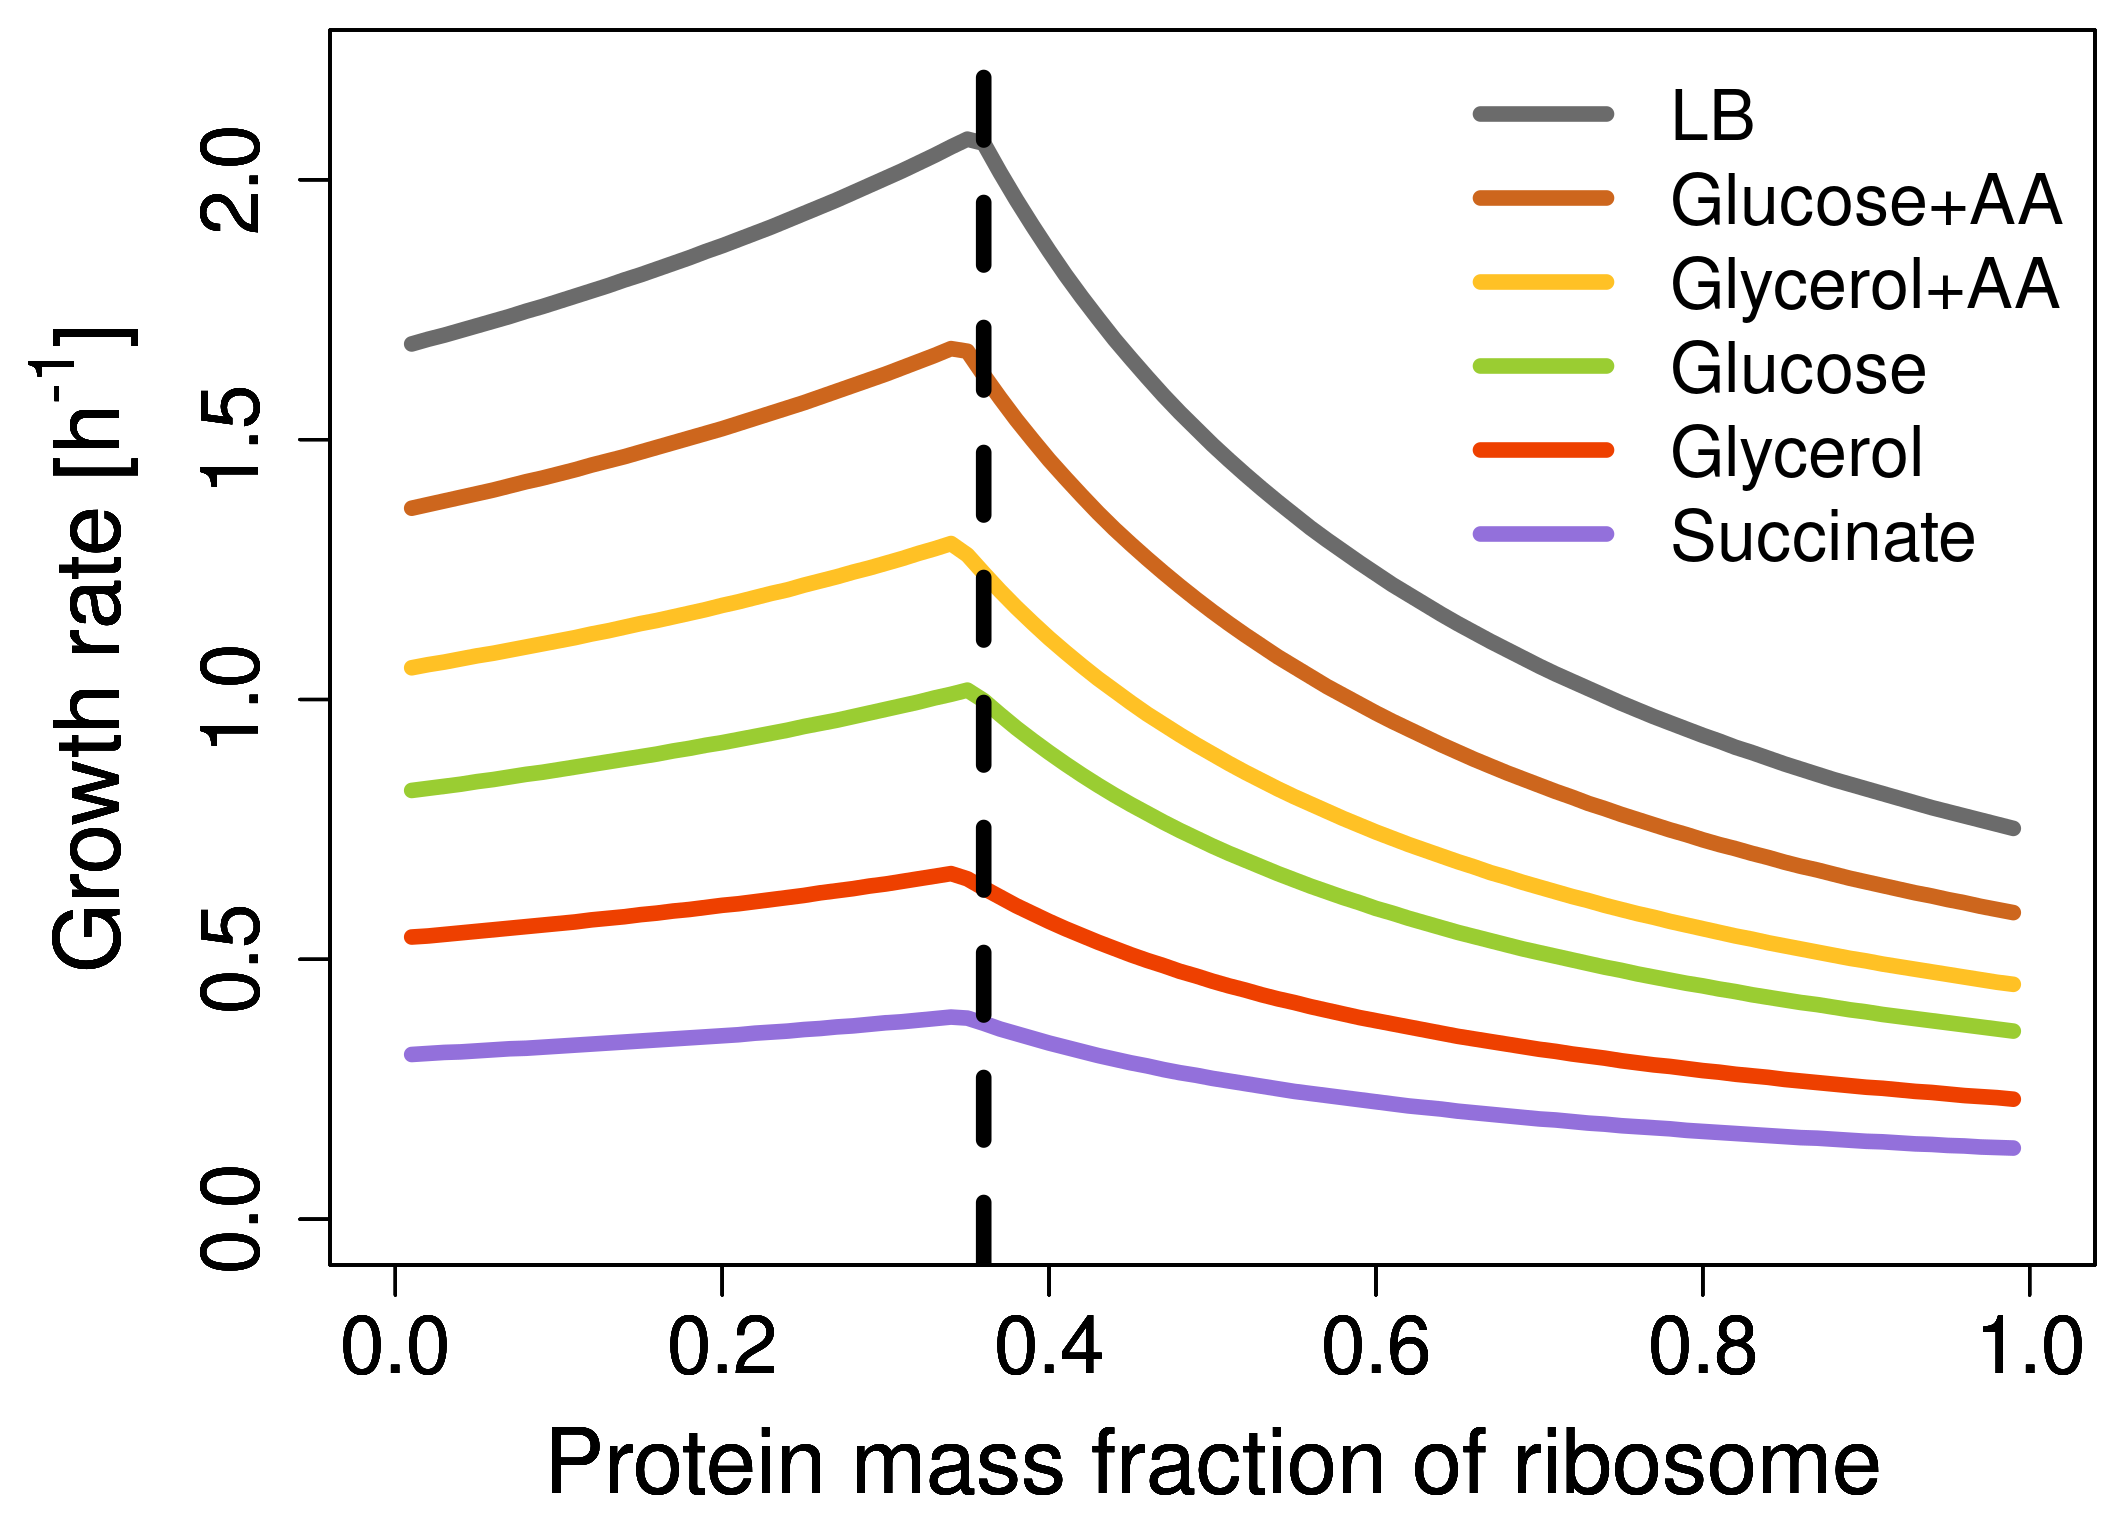 Growth rate [h⁻¹]
2.0
1.5
1.0
0.5
0.0
LB
Glucose+AA
Glycerol+AA
Glucose
Glycerol
Succinate
0.0 0.2 0.4 0.6 0.8 1.0
Protein mass fraction of ribosome